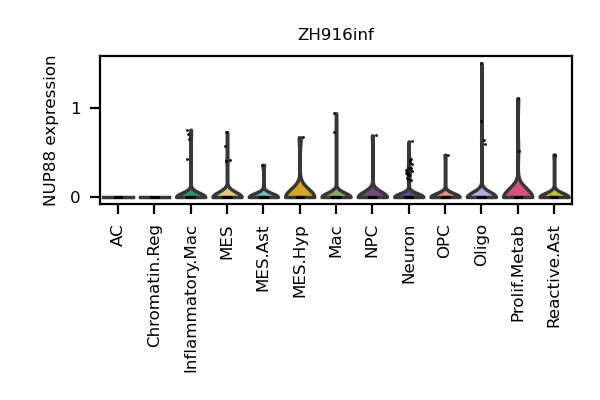 ZH916inf
NUP88 expression
1
0
AC
Chromatin.Reg
Inflammatory.Mac
MES
MES.Ast
MES.Hyp
Mac
NPC
Neuron
OPC
Oligo
Prolif.Metab
Reactive.Ast